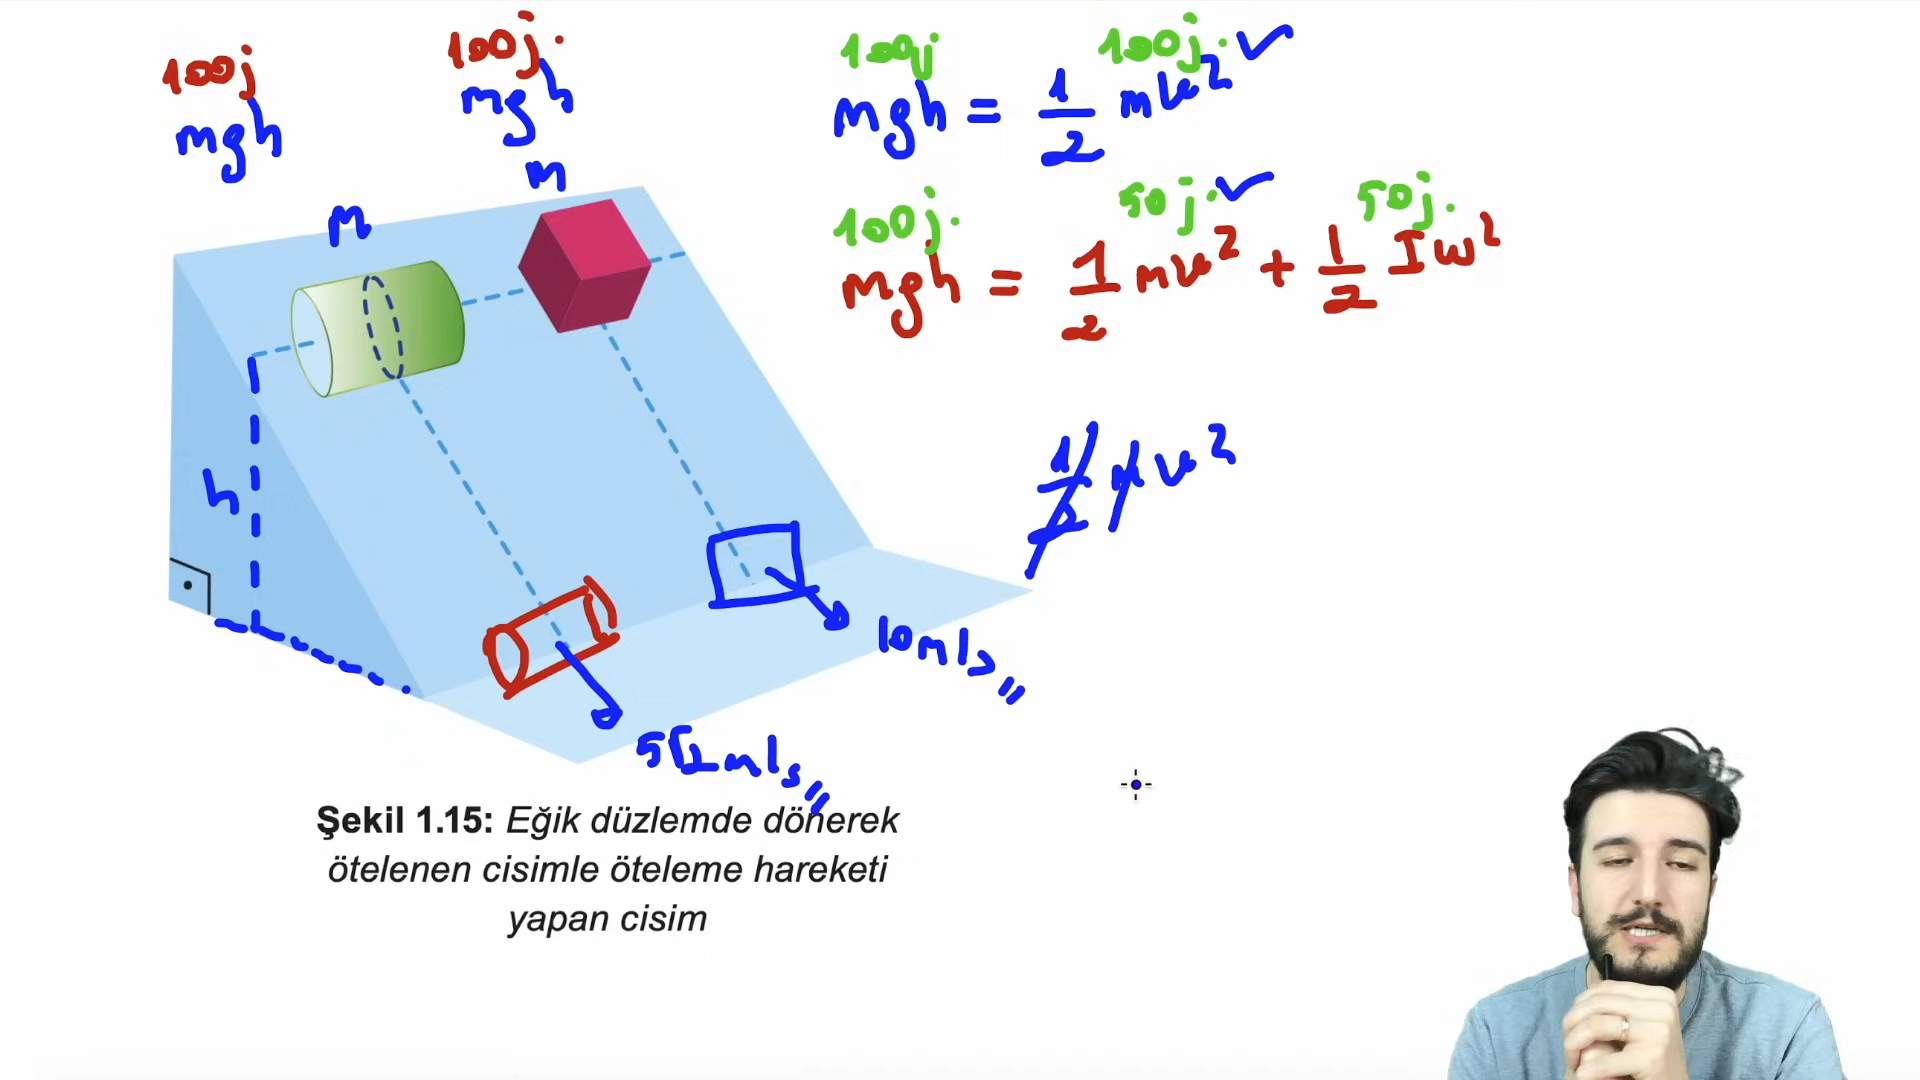 100j
mgh
100j.
mgh
m
m
h
100j 100j.
mgh = 1/2 mv² ✓
100j. 50j. ✓ 50j.
mgh = 1/2 mv² + 1/2 Iw²
1/2 mv²
10m/s
5√2m/s
Şekil 1.15: Eğik düzlemde dönerek
ötelenen cisimle öteleme hareketi
yapan cisim